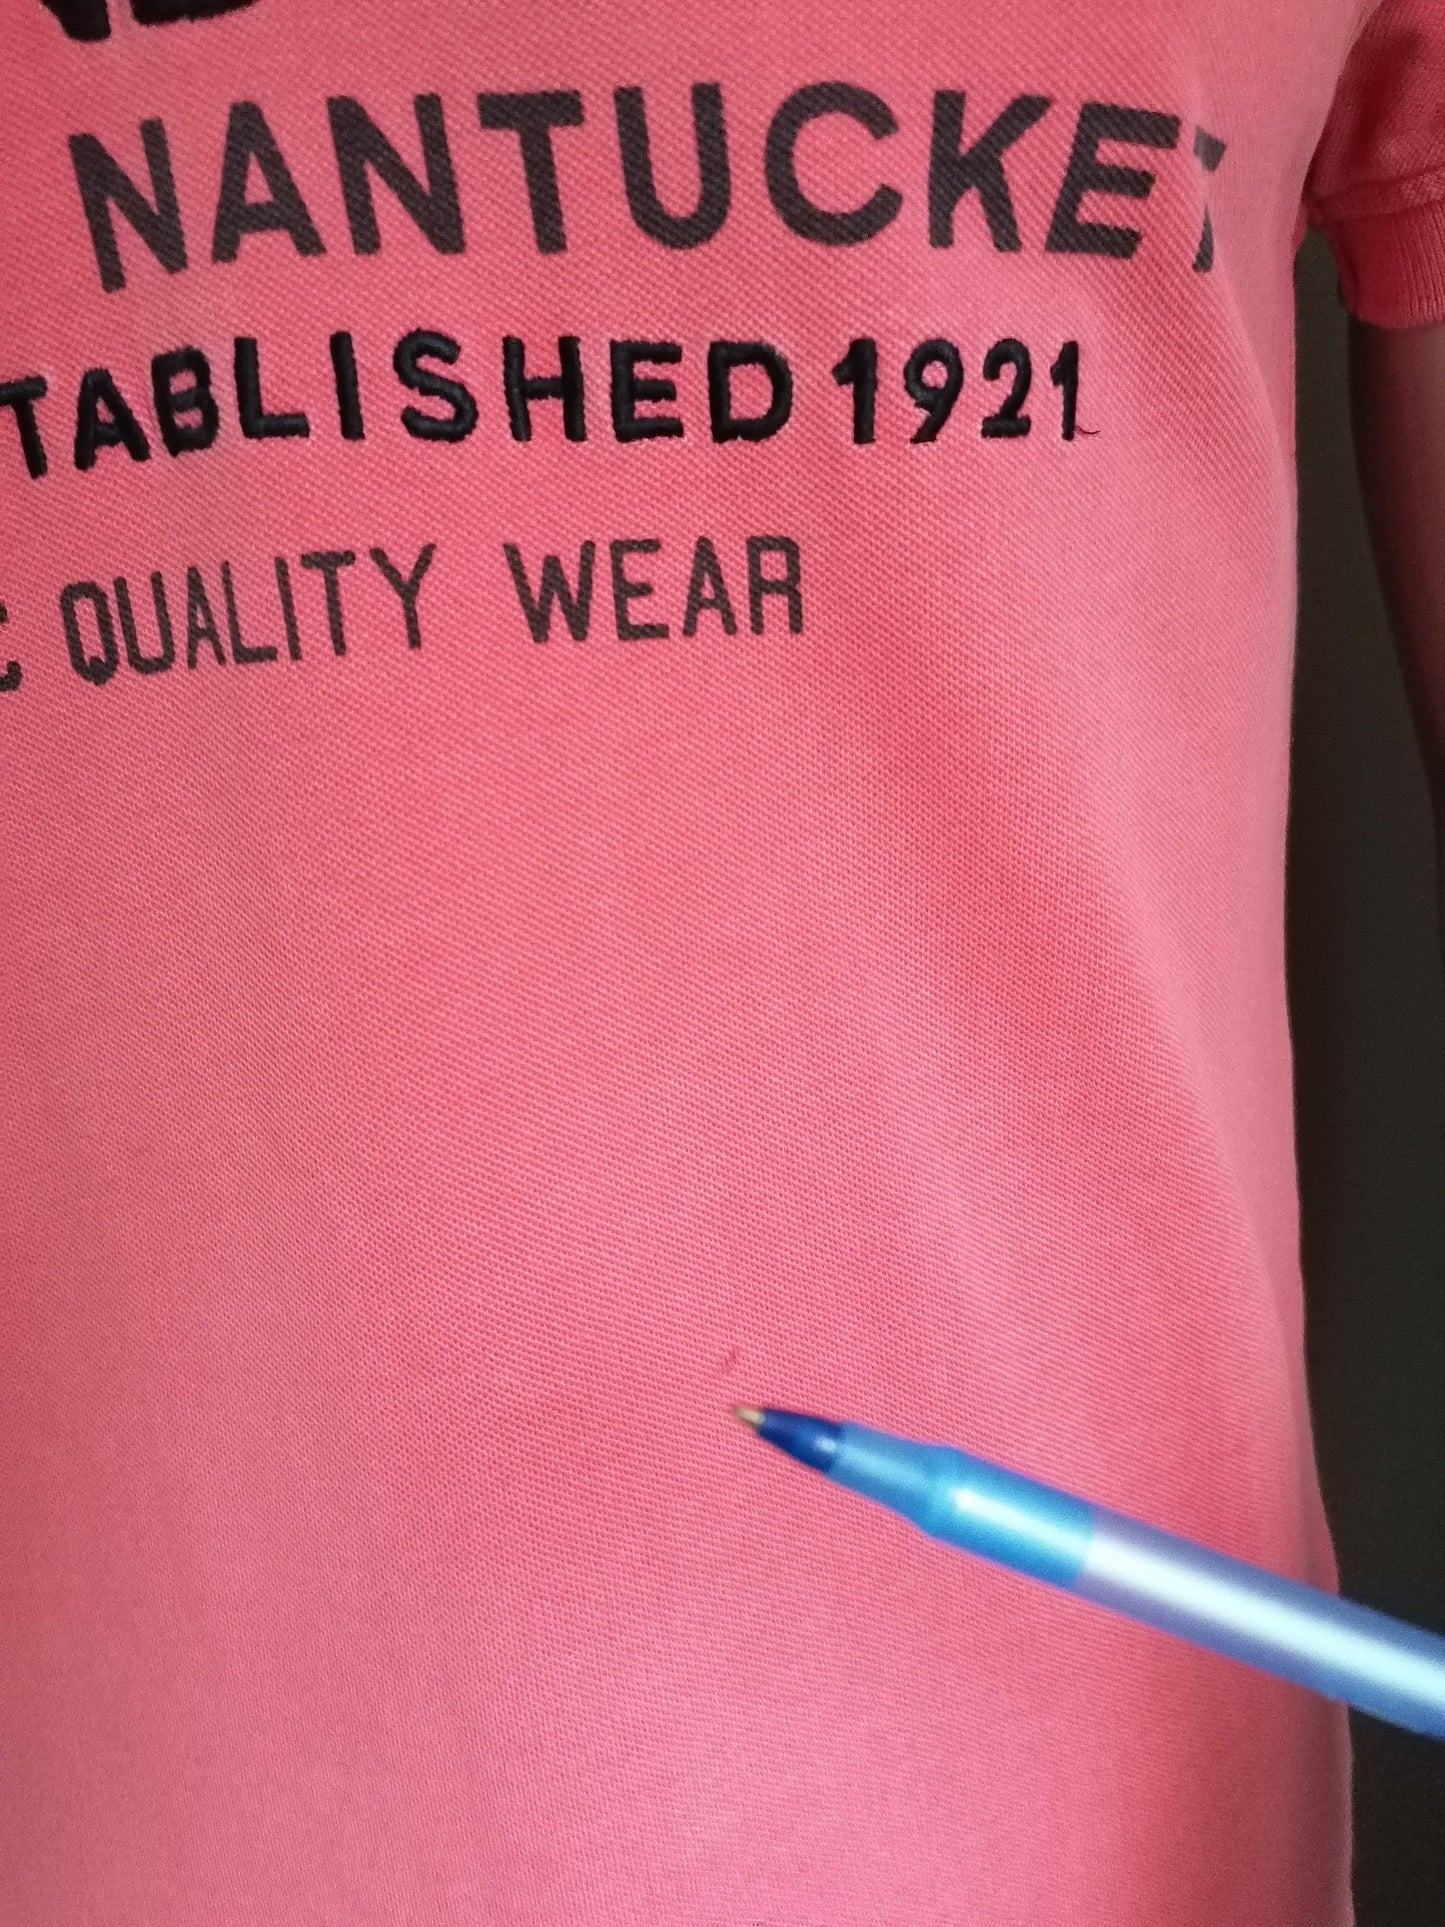 NANTUCKET
TABLISHED 1921
C QUALITY WEAR